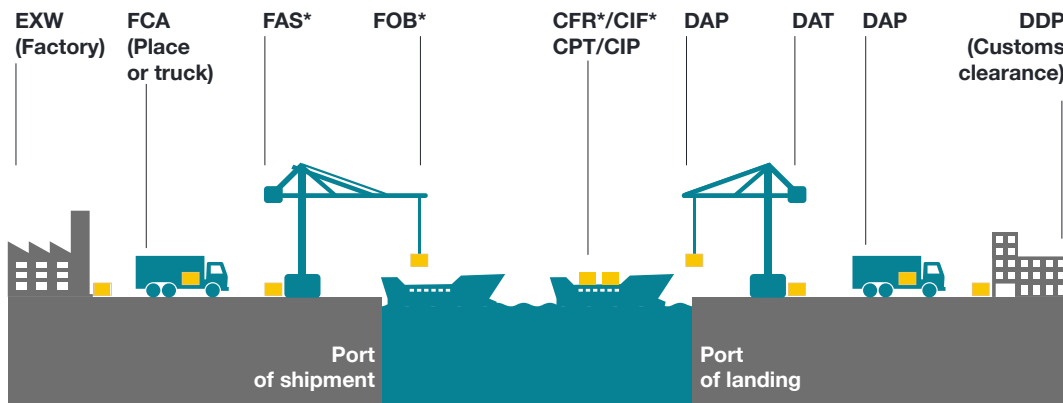 EXW
(Factory)
FCA
(Place
or truck)
FAS*
FOB*
CFR*/CIF*
CPT/CIP
DAP
DAT
DAP
DDP
(Customs
clearance)
Port
of shipment
Port
of landing